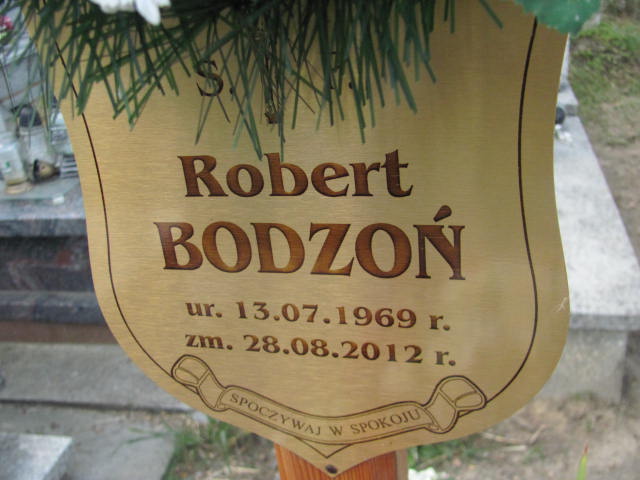 Robert
BODZOŃ
ur. 13.07.1969 r.
zm. 28.08.2012 r.
SPOCZYWAJ W SPOKOJU